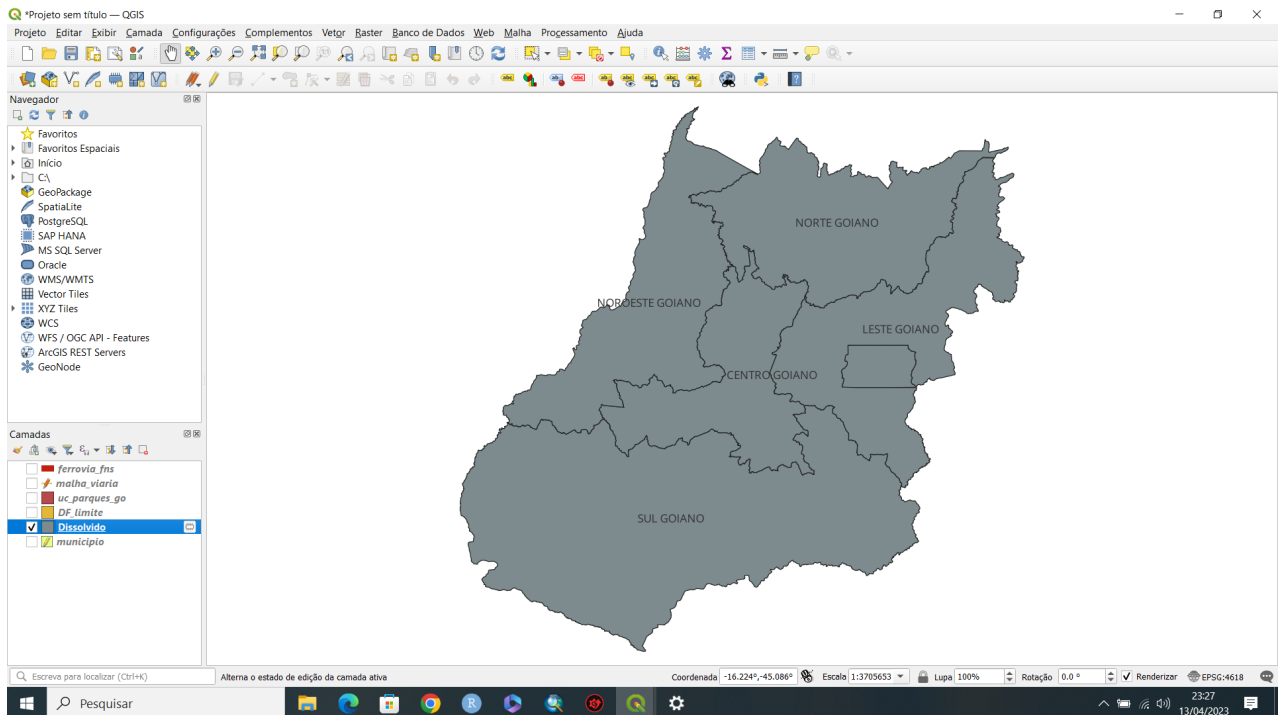 *Projeto sem título — QGIS
Projeto Editar Exibir Camada Configurações Complementos Vetor Raster Banco de Dados Web Malha Processamento Ajuda
Navegador
Favoritos
Favoritos Espaciais
Início
C:\
GeoPackage
SpatiaLite
PostgreSQL
SAP HANA
MS SQL Server
Oracle
WMS/WMTS
Vector Tiles
XYZ Tiles
WCS
WFS / OGC API - Features
ArcGIS REST Servers
GeoNode
Camadas
ferrovia_fns
malha_viaria
uc_parques_go
DF_limite
Dissolvido
municipio
NORTE GOIANO
NOROESTE GOIANO
LESTE GOIANO
CENTRO GOIANO
SUL GOIANO
Escreva para localizar (Ctrl+K)
Alterna o estado de edição da camada ativa
Coordenada -16.224°,-45.086° Escala 1:3705653 Lupa 100% Rotação 0.0 ° Renderizar EPSG:4618
Pesquisar
23:27
13/04/2023